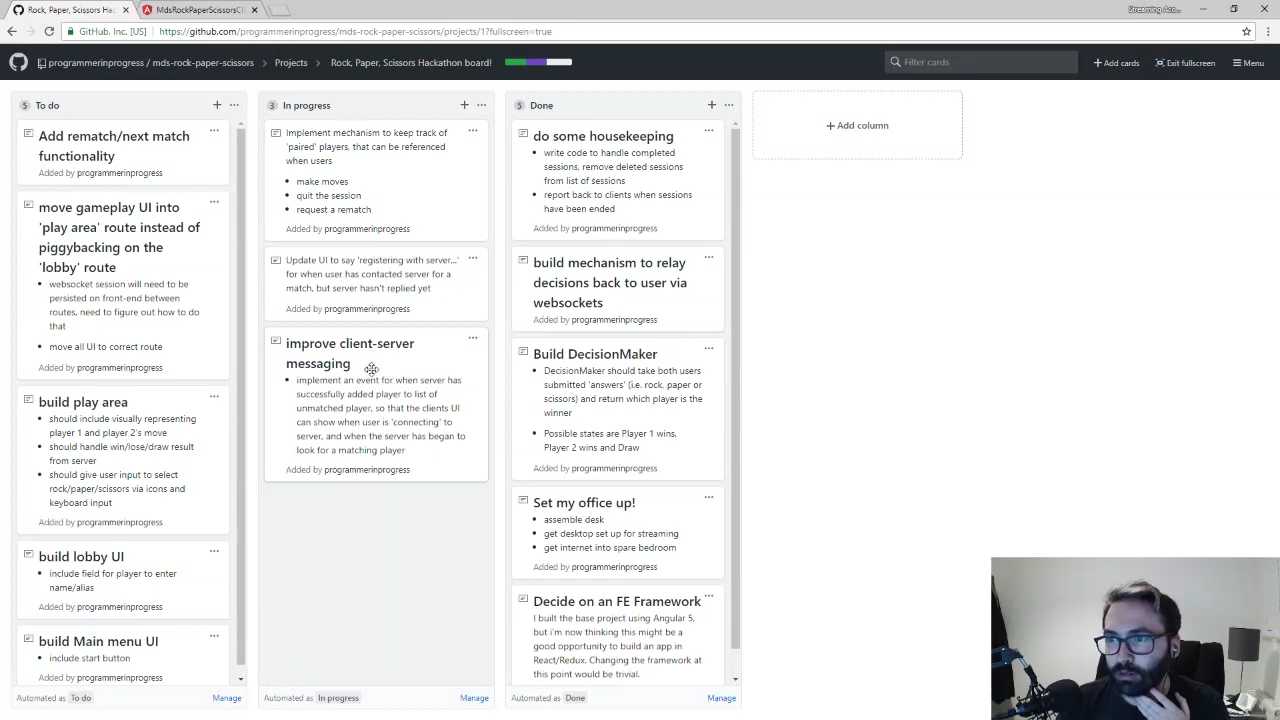 Rock, Paper, Scissors Ha
MdsRockPaperScissorsC
Streaming Acc...
GitHub, Inc. [US]
https://github.com/programmerinprogress/mds-rock-paper-scissors/projects/1?fullscreen=true
programmerinprogress / mds-rock-paper-scissors > Projects > Rock, Paper, Scissors Hackathon board!
Filter cards
+ Add cards
Exit fullscreen
Menu
5 To do
Add rematch/next match
functionality
Added by programmerinprogress
move gameplay UI into
'play area' route instead of
piggybacking on the
'lobby' route
• websocket session will need to be
persisted on front-end between
routes, need to figure out how to do
that
• move all UI to correct route
Added by programmerinprogress
build play area
• should include visually representing
player 1 and player 2's move
• should handle win/lose/draw result
from server
• should give user input to select
rock/paper/scissors via icons and
keyboard input
Added by programmerinprogress
build lobby UI
• include field for player to enter
name/alias
Added by programmerinprogress
build Main menu UI
• include start button
Added by programmerinprogress
Automated as To do
Manage
3 In progress
Implement mechanism to keep track of
'paired' players, that can be referenced
when users
• make moves
• quit the session
• request a rematch
Added by programmerinprogress
Update UI to say 'registering with server...'
for when user has contacted server for a
match, but server hasn't replied yet
Added by programmerinprogress
improve client-server
messaging
• implement an event for when server has
successfully added player to list of
unmatched player, so that the clients UI
can show when user is 'connecting' to
server, and when the server has began to
look for a matching player
Added by programmerinprogress
Automated as In progress
Manage
5 Done
do some housekeeping
• write code to handle completed
sessions, remove deleted sessions
from list of sessions
• report back to clients when sessions
have been ended
Added by programmerinprogress
build mechanism to relay
decisions back to user via
websockets
Added by programmerinprogress
Build DecisionMaker
• DecisionMaker should take both users
submitted 'answers' (i.e. rock, paper or
scissors) and return which player is the
winner
• Possible states are Player 1 wins,
Player 2 wins and Draw
Added by programmerinprogress
Set my office up!
• assemble desk
• get desktop set up for streaming
• get internet into spare bedroom
Added by programmerinprogress
Decide on an FE Framework
I built the base project using Angular 5,
but i'm now thinking this might be a
good opportunity to build an app in
React/Redux. Changing the framework at
this point would be trivial.
Automated as Done
Manage
+ Add column